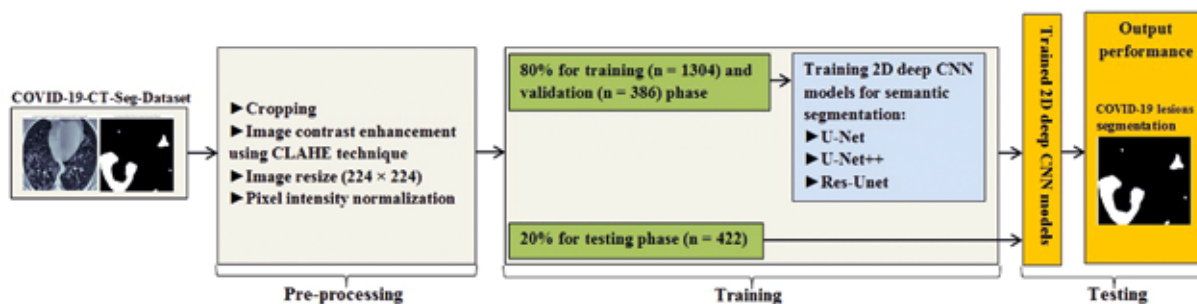 COVID-19-CT-Seg-Dataset
►Cropping
►Image contrast enhancement
using CLAHE technique
►Image resize (224 × 224)
►Pixel intensity normalization
Pre-processing
80% for training (n = 1304) and
validation (n = 386) phase
Training 2D deep CNN
models for semantic
segmentation:
►U-Net
►U-Net++
►Res-Unet
20% for testing phase (n = 422)
Training
Trained 2D deep CNN models
Output
performance
COVID-19 lesions
segmentation
Testing